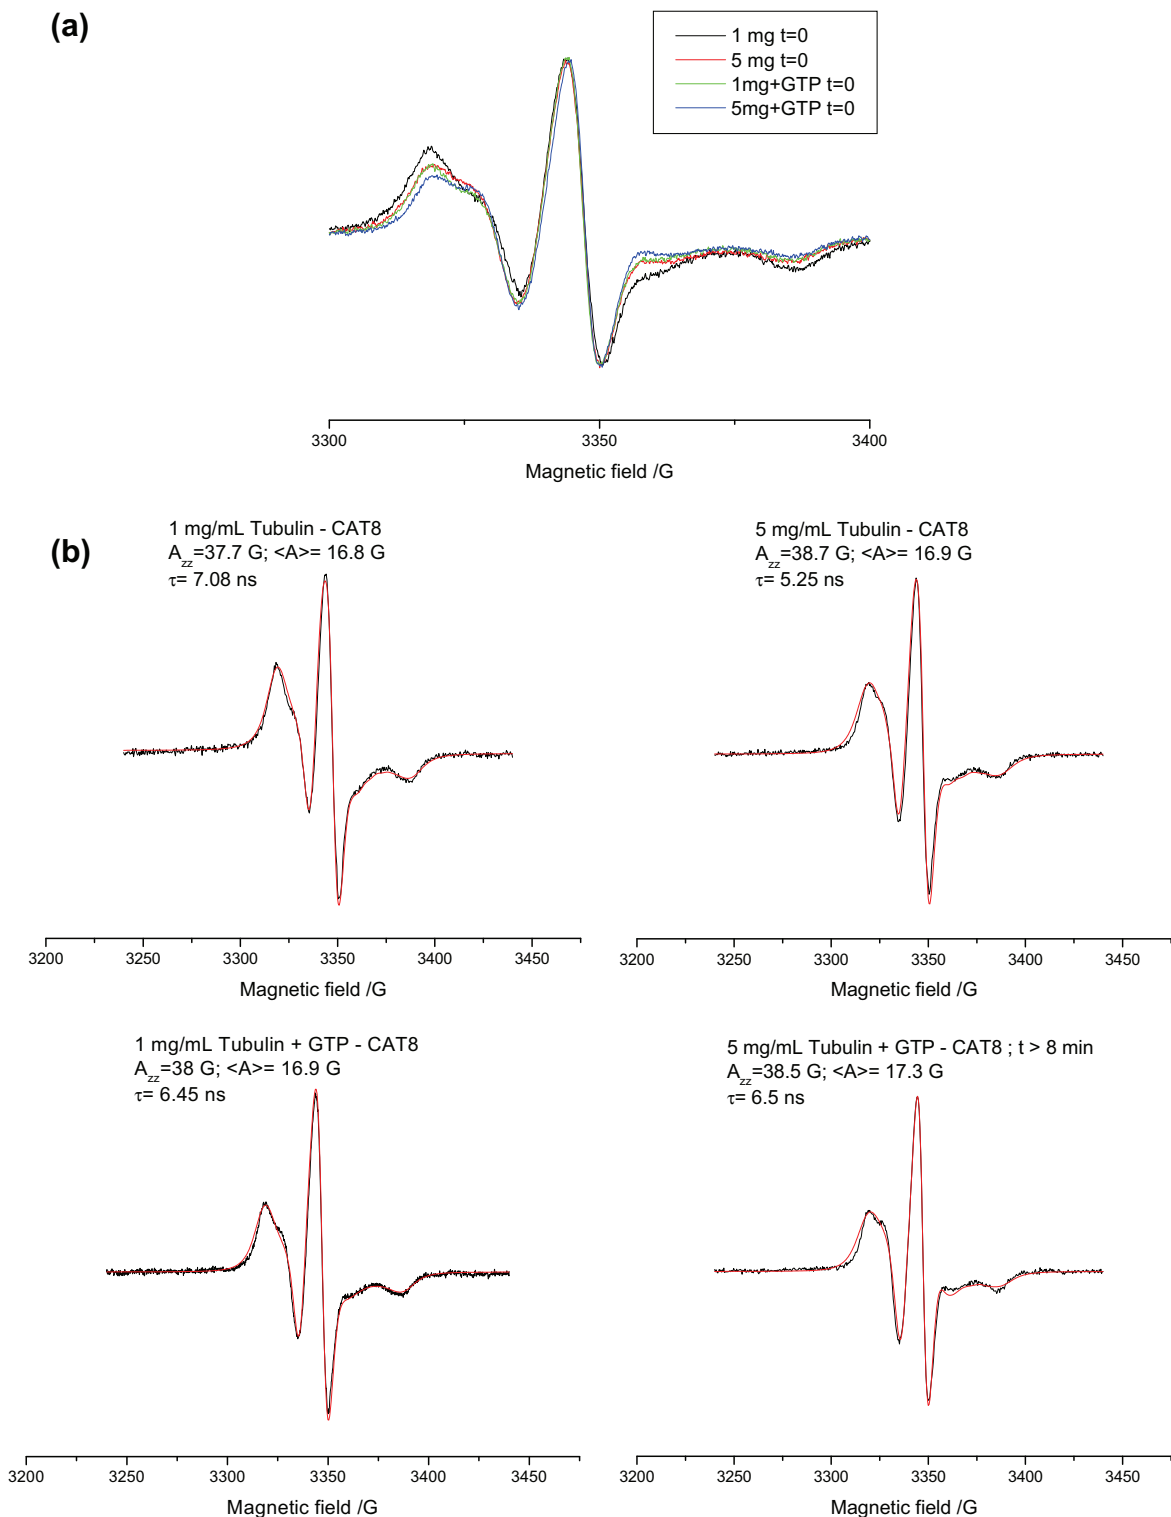 (a)
1 mg t=0
5 mg t=0
1mg+GTP t=0
5mg+GTP t=0
3300 3350 3400
Magnetic field /G
(b)
1 mg/mL Tubulin - CAT8
Azz=37.7 G; <A>= 16.8 G
τ= 7.08 ns
3200 3250 3300 3350 3400 3450
Magnetic field /G
5 mg/mL Tubulin - CAT8
Azz=38.7 G; <A>= 16.9 G
τ= 5.25 ns
3200 3250 3300 3350 3400 3450
Magnetic field /G
1 mg/mL Tubulin + GTP - CAT8
Azz=38 G; <A>= 16.9 G
τ= 6.45 ns
3200 3250 3300 3350 3400 3450
Magnetic field /G
5 mg/mL Tubulin + GTP - CAT8 ; t > 8 min
Azz=38.5 G; <A>= 17.3 G
τ= 6.5 ns
3200 3250 3300 3350 3400 3450
Magnetic field /G